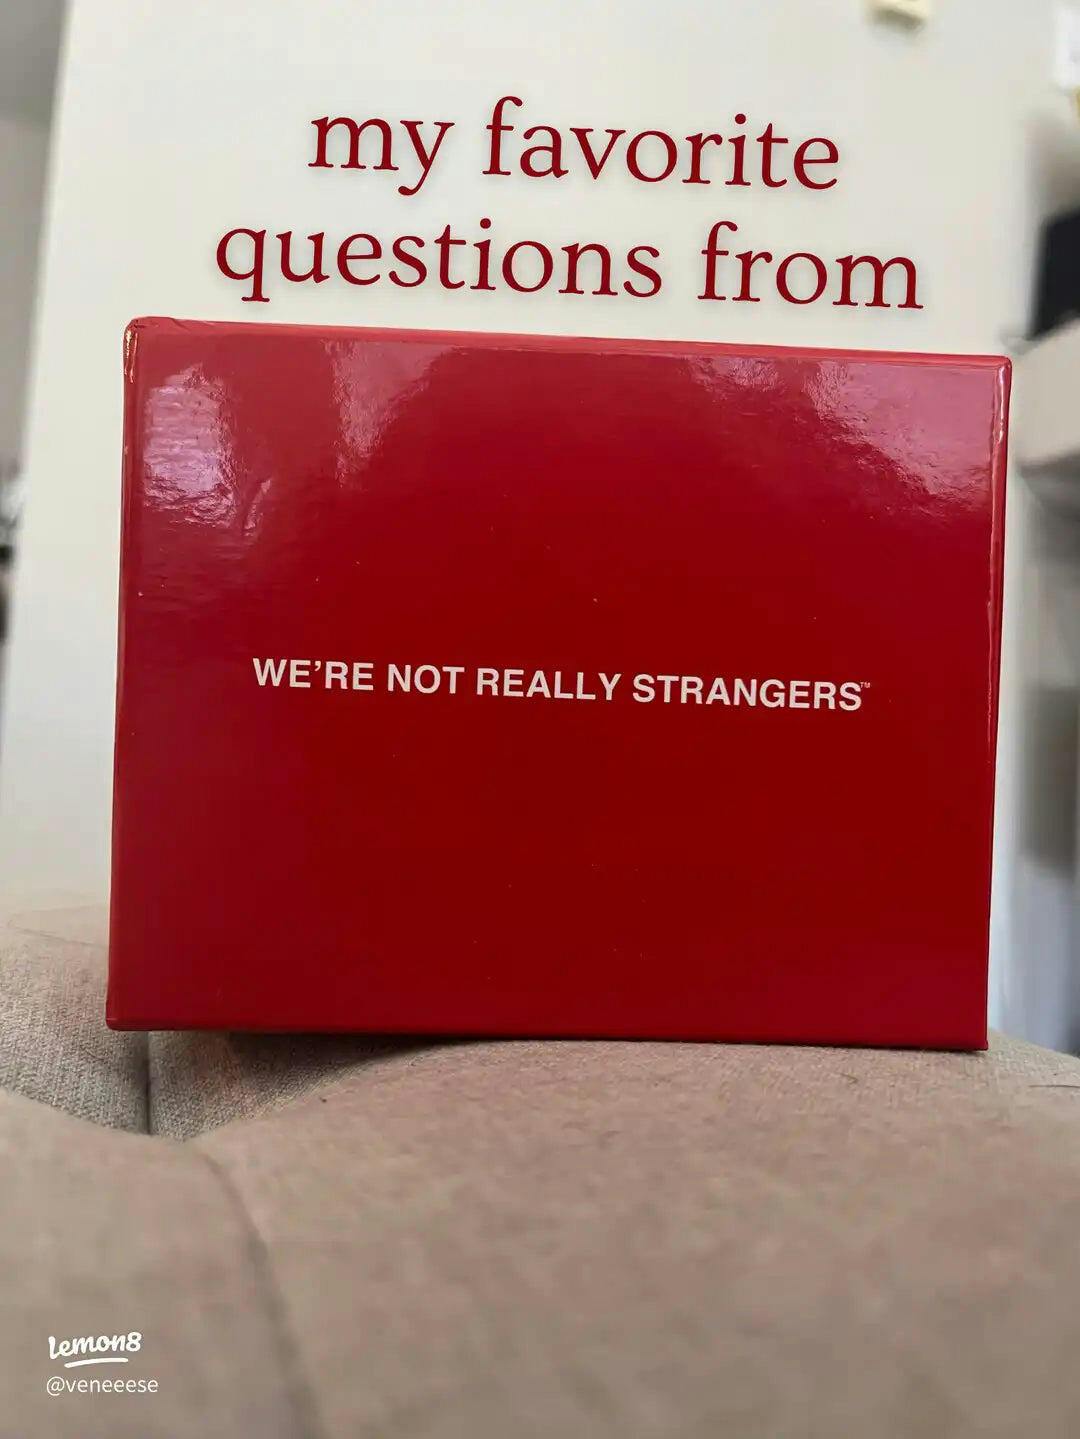 my favorite
questions from
WE'RE NOT REALLY STRANGERS™
lemon8
@veneeese